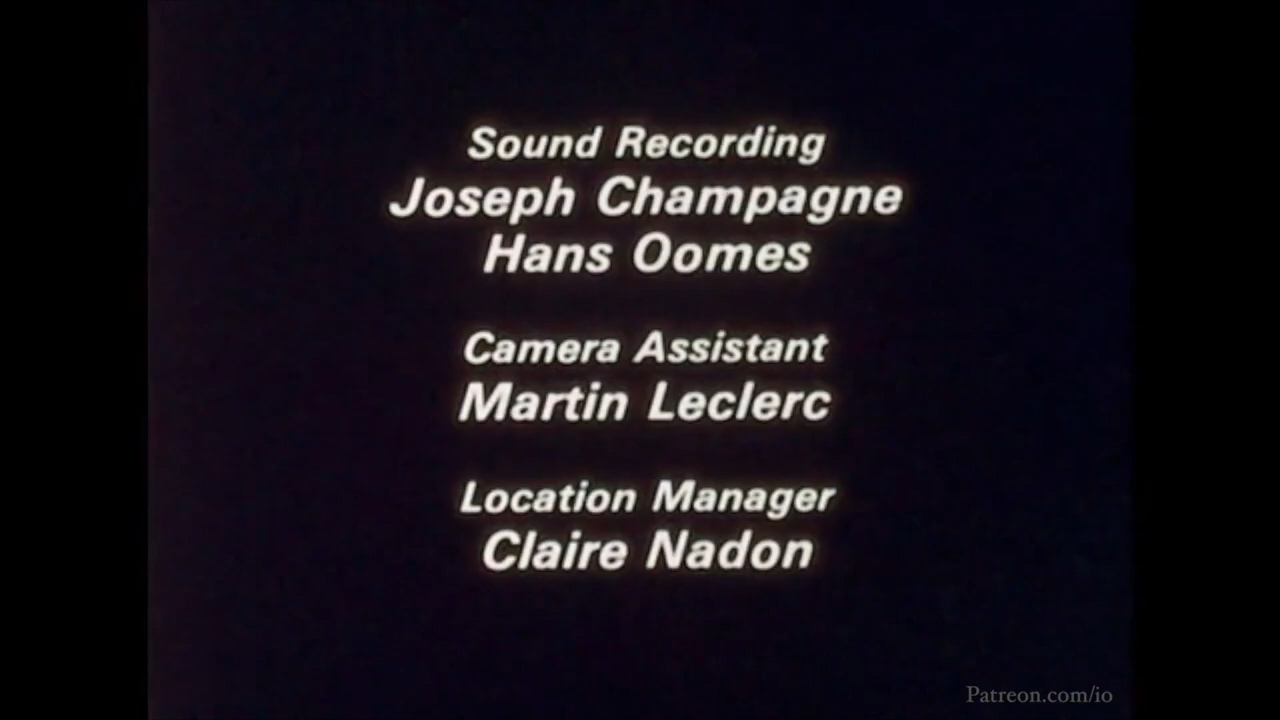 Sound Recording
Joseph Champagne
Hans Oomes
Camera Assistant
Martin Leclerc
Location Manager
Claire Nadon
Patreon.com/io